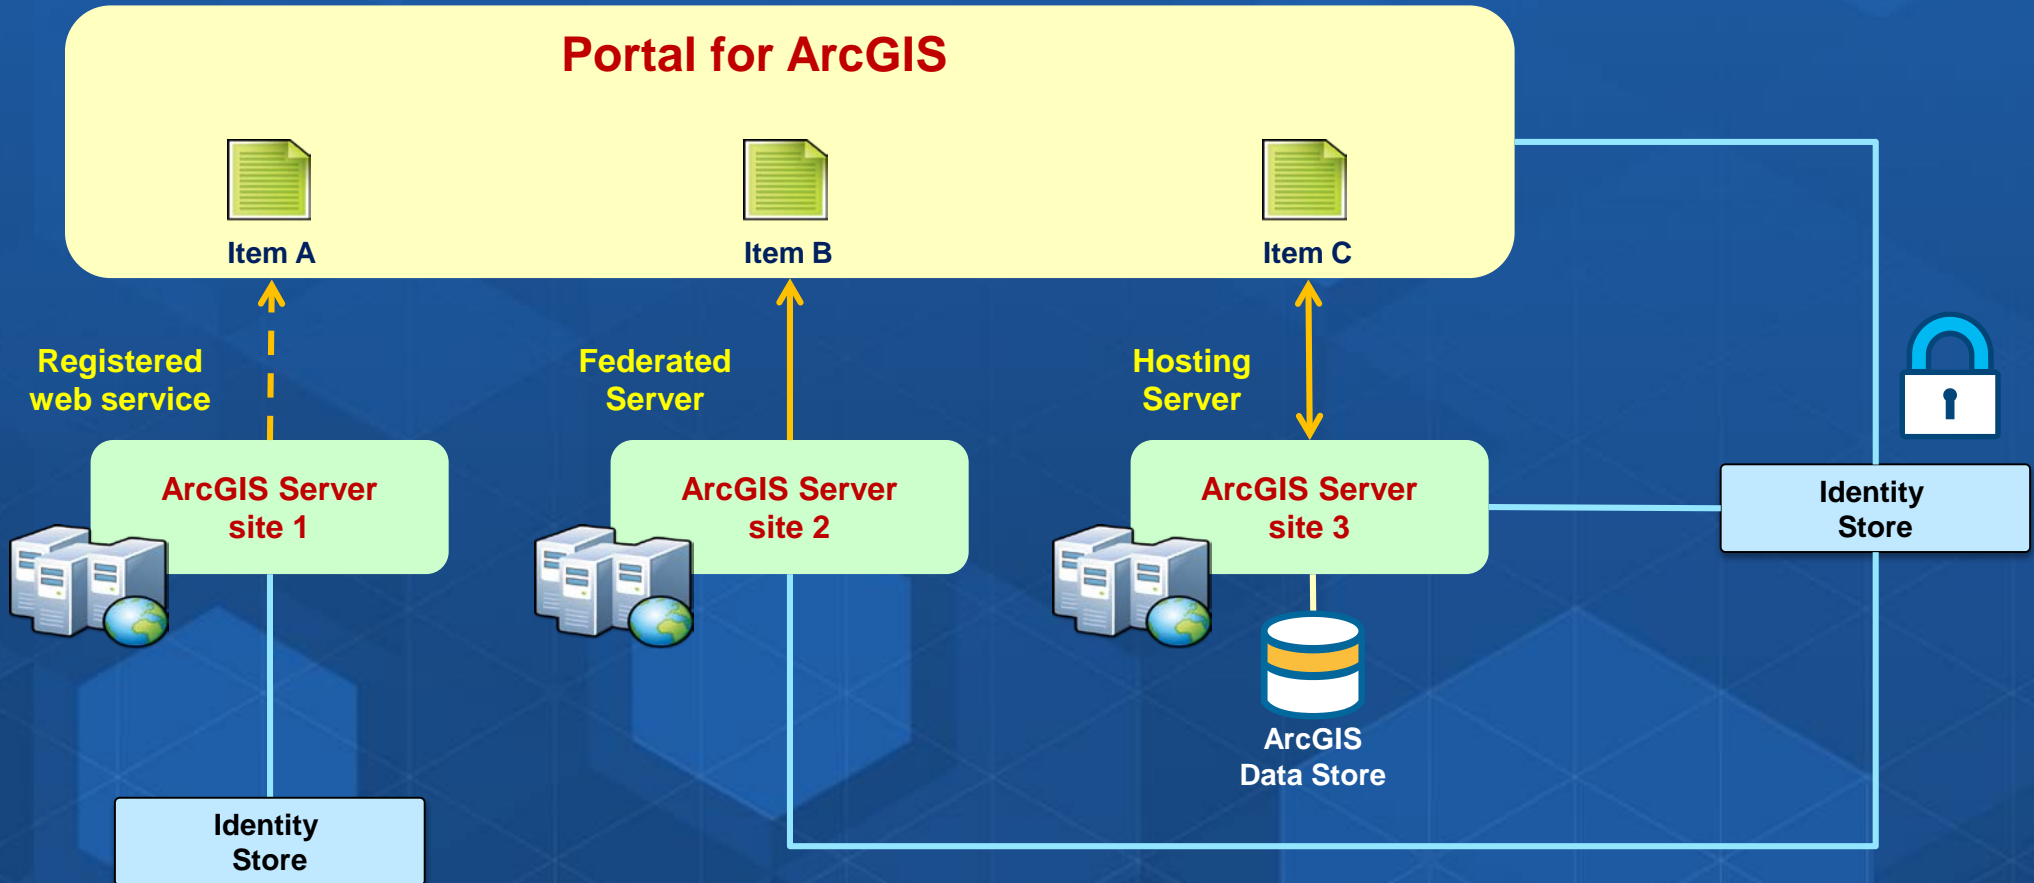 Portal for ArcGIS
Item A
Item B
Item C
Registered
web service
Federated
Server
Hosting
Server
ArcGIS Server
site 1
ArcGIS Server
site 2
ArcGIS Server
site 3
Identity
Store
ArcGIS
Data Store
Identity
Store